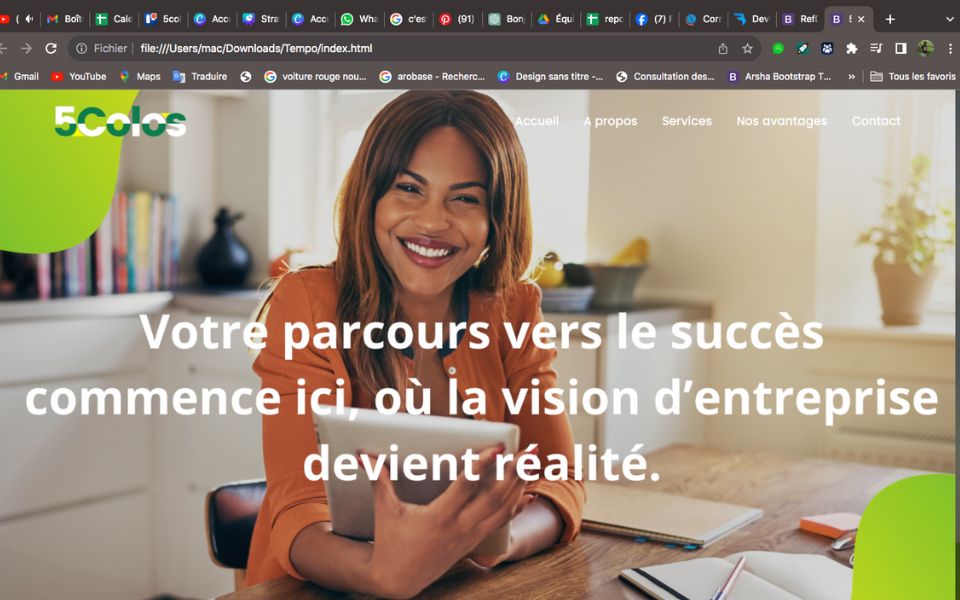 Boît
Cale
5col
Acc
Stra
Acc
Wha
c'es
(91)
Bon
Équi
repo
(7) F
Corr
Dev
Refl
Fichier | file:///Users/mac/Downloads/Tempo/index.html
Gmail
YouTube
Maps
Traduire
voiture rouge nou...
arobase - Recherc...
Design sans titre -...
Consultation des...
Arsha Bootstrap T...
»
Tous les favoris
5Colos
Accueil
A propos
Services
Nos avantages
Contact
Votre parcours vers le succès
commence ici, où la vision d’entreprise
devient réalité.